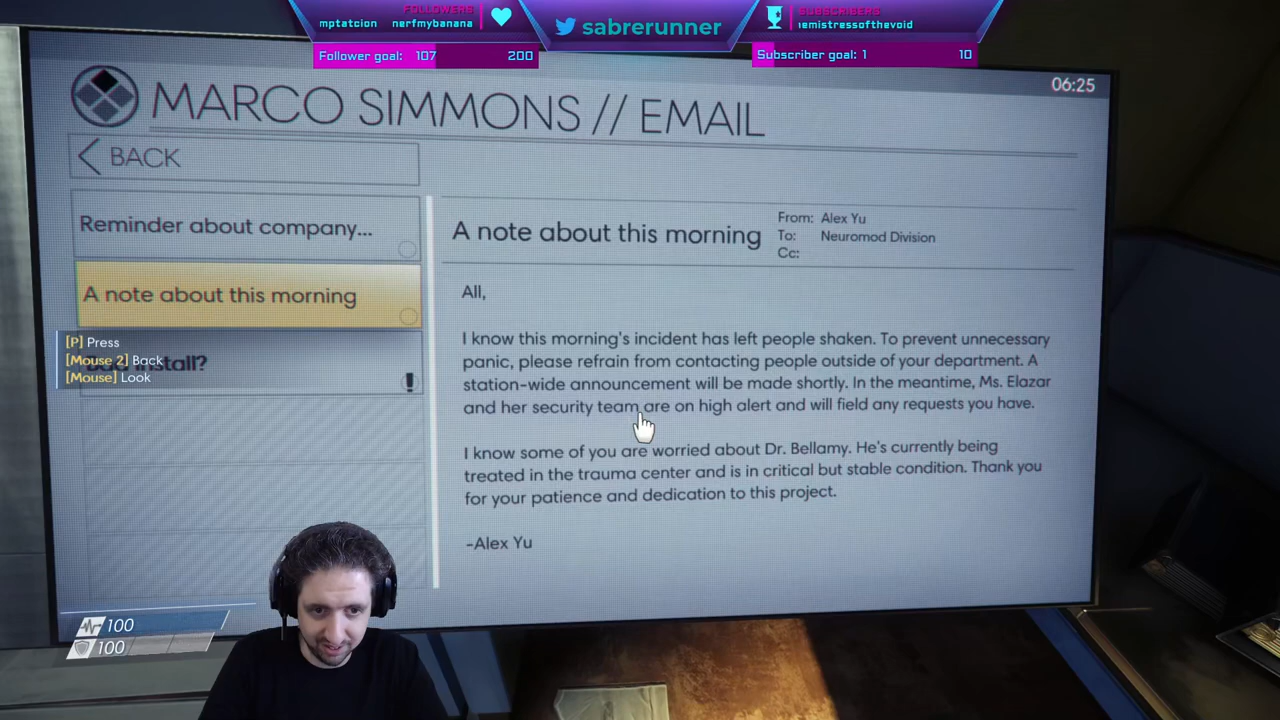 FOLLOWERS
mptatcion nerfmybanana
sabrerunner
SUBSCRIBERS
hemistressofthevoid
Follower goal: 107 200
Subscriber goal: 1 10
06:25
MARCO SIMMONS // EMAIL
BACK
Reminder about company...
A note about this morning
From: Alex Yu
To: Neuromod Division
Cc:
A note about this morning
[P] Press
[Mouse 2] Back
[Mouse] Look
Bad install?
All,
I know this morning's incident has left people shaken. To prevent unnecessary
panic, please refrain from contacting people outside of your department. A
station-wide announcement will be made shortly. In the meantime, Ms. Elazar
and her security team are on high alert and will field any requests you have.
I know some of you are worried about Dr. Bellamy. He's currently being
treated in the trauma center and is in critical but stable condition. Thank you
for your patience and dedication to this project.
-Alex Yu
100
100